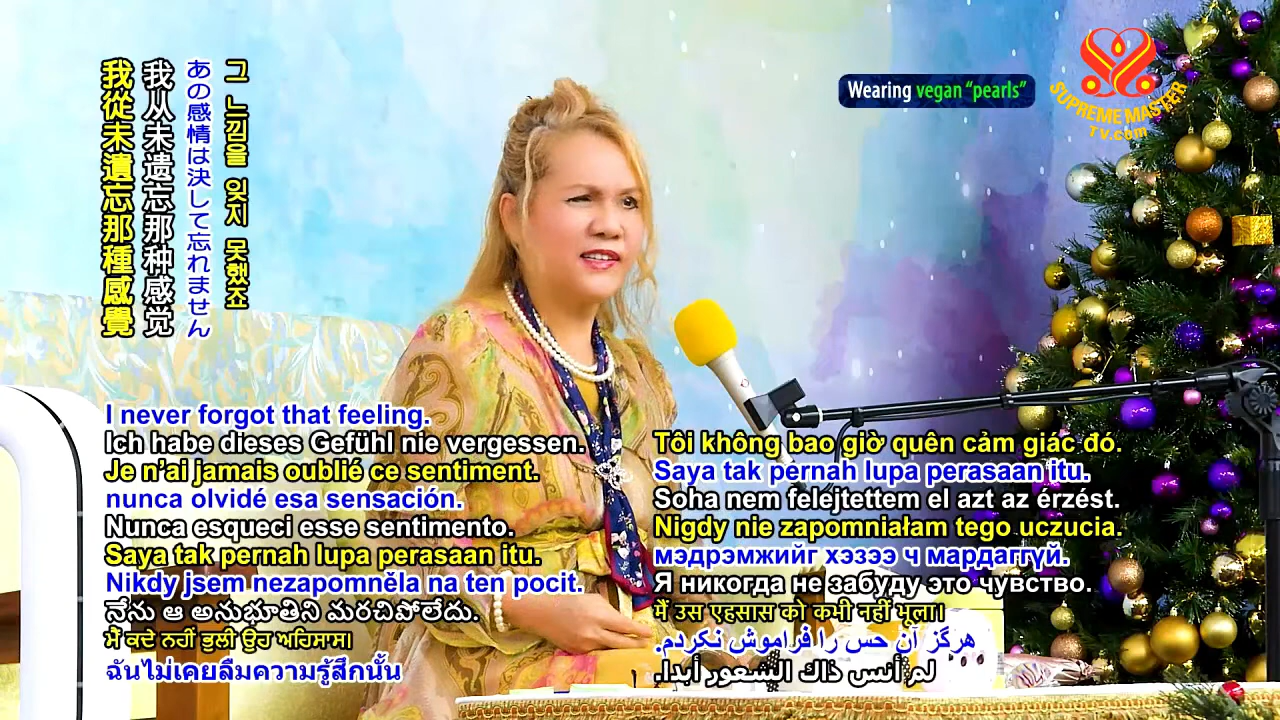 Wearing vegan “pearls”
SUPREME MASTER
TV.com
그 느낌을 잊지 못했죠
あの感情は決して忘れません
我从未遗忘那种感觉
我從未遺忘那種感覺
I never forgot that feeling.
Ich habe dieses Gefühl nie vergessen.
Je n’ai jamais oublié ce sentiment.
nunca olvidé esa sensación.
Nunca esqueci esse sentimento.
Saya tak pernah lupa perasaan itu.
Nikdy jsem nezapomněla na ten pocit.
నేను ఆ అనుభూతిని మరచిపోలేదు.
ਮੈਂ ਕਦੇ ਨਹੀਂ ਭੁਲੀ ਉਹ ਅਹਿਸਾਸ।
ฉันไม่เคยลืมความรู้สึกนั้น
Tôi không bao giờ quên cảm giác đó.
Saya tak pernah lupa perasaan itu.
Soha nem felejtettem el azt az érzést.
Nigdy nie zapomniałam tego uczucia.
мэдрэмжийг хэзээ ч мардаггүй.
Я никогда не забуду это чувство.
मैं उस एहसास को कभी नहीं भूला।
هرگز آن حس را فراموش نکردم.
لم أنس ذاك الشعور أبدا.